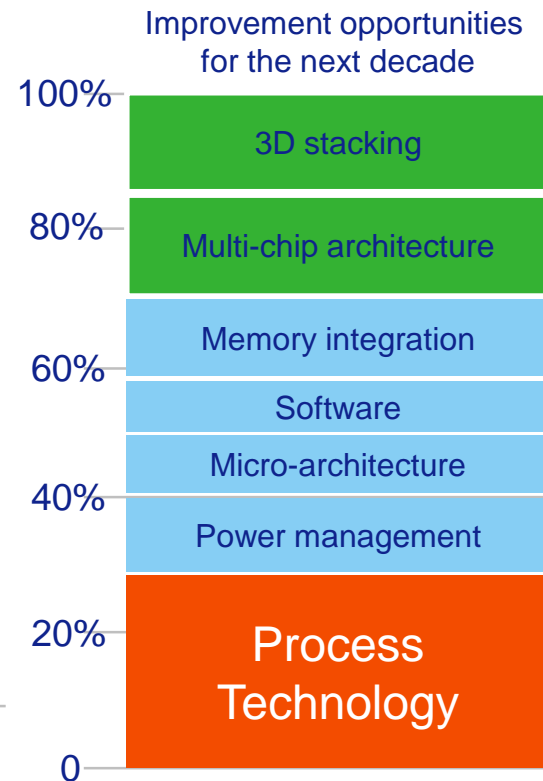 Improvement opportunities
for the next decade
100%
3D stacking
80%
Multi-chip architecture
Memory integration
60%
Software
Micro-architecture
40%
Power management
20%
Process
Technology
0